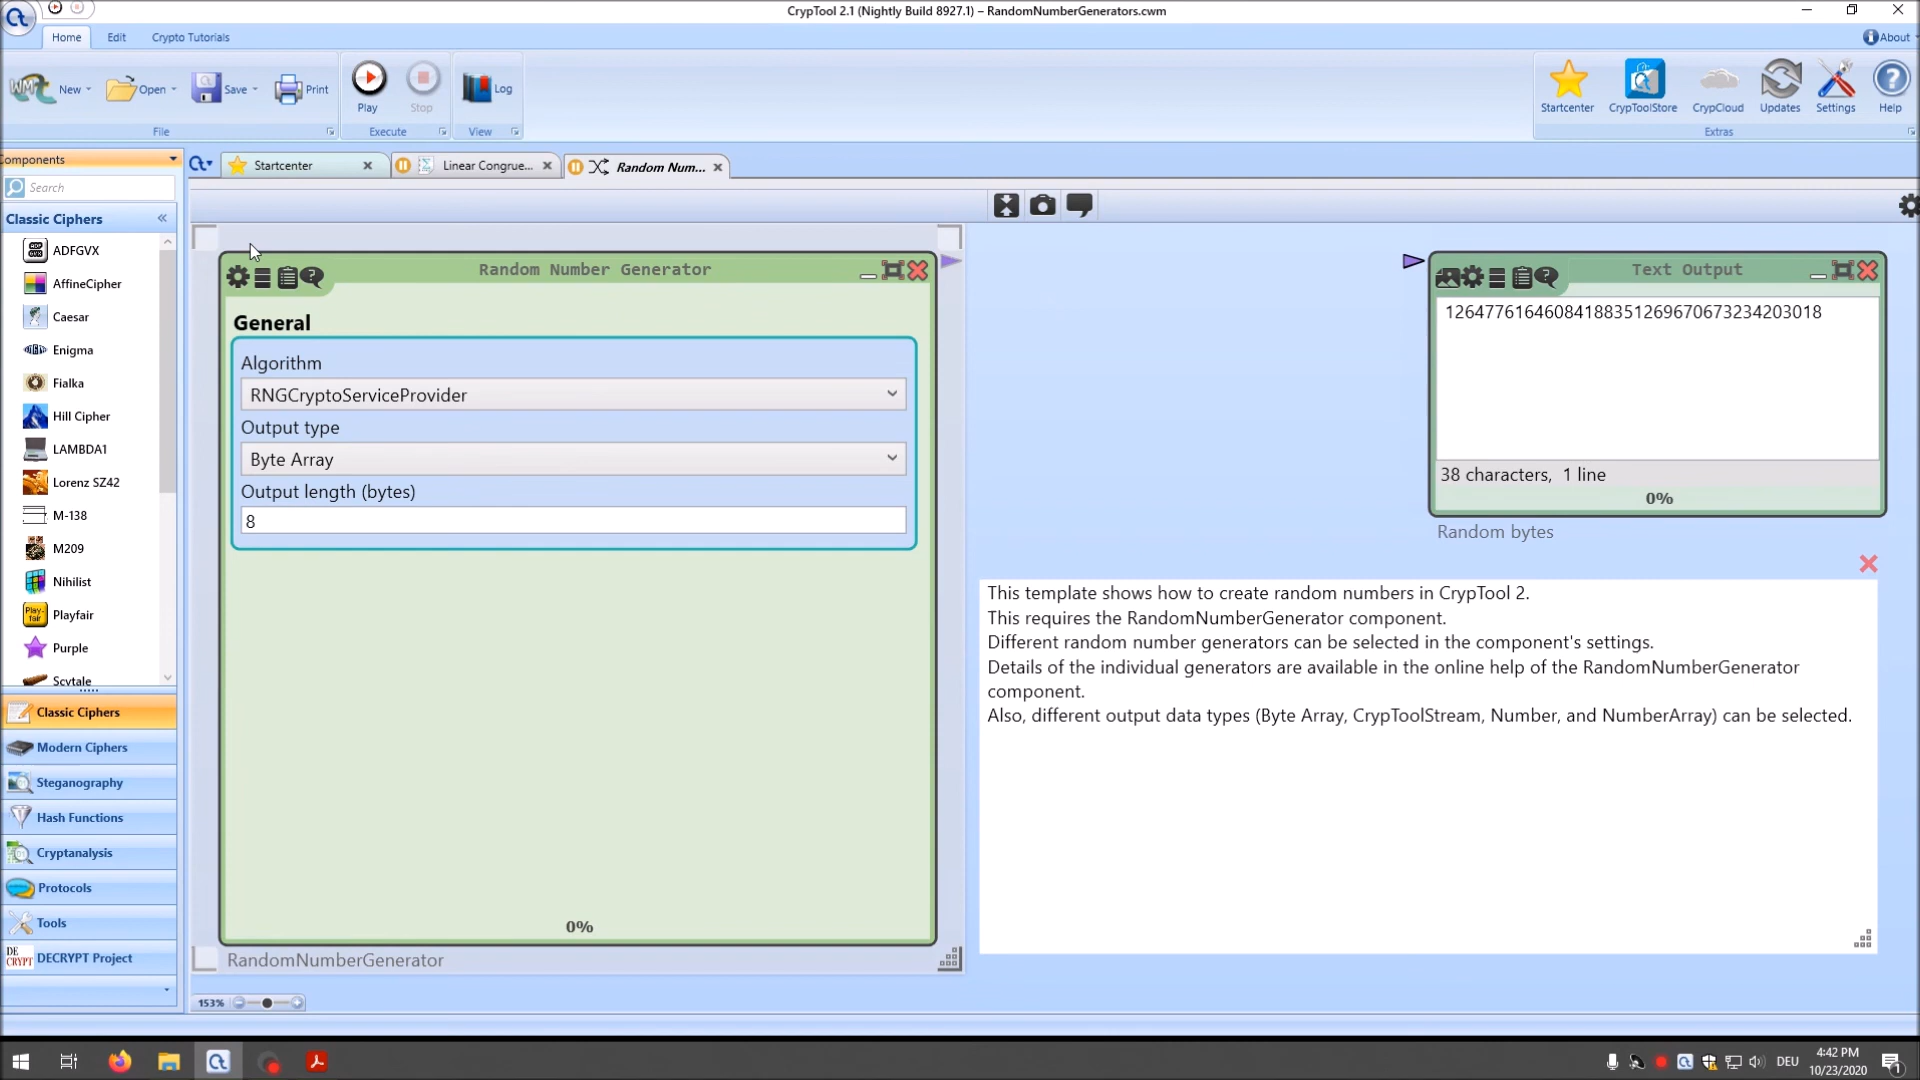 CrypTool 2.1 (Nightly Build 8927.1) – RandomNumberGenerators.cwm
Home Edit Crypto Tutorials About
New Open Save Print Play Stop Log Startcenter CrypToolStore CrypCloud Updates Settings Help
File Execute View Extras
Components
Startcenter Linear Congrue... Random Num...
Search
Classic Ciphers
ADFGVX
AffineCipher
Caesar
Enigma
Fialka
Hill Cipher
LAMBDA1
Lorenz SZ42
M-138
M209
Nihilist
Playfair
Purple
Scytale
Classic Ciphers
Modern Ciphers
Steganography
Hash Functions
Cryptanalysis
Protocols
Tools
DECRYPT Project
Random Number Generator
General
Algorithm
RNGCryptoServiceProvider
Output type
Byte Array
Output length (bytes)
8
0%
RandomNumberGenerator
153%
Text Output
12647761646084188351269670673234203018
38 characters, 1 line
0%
Random bytes
This template shows how to create random numbers in CrypTool 2.
This requires the RandomNumberGenerator component.
Different random number generators can be selected in the component's settings.
Details of the individual generators are available in the online help of the RandomNumberGenerator
component.
Also, different output data types (Byte Array, CrypToolStream, Number, and NumberArray) can be selected.
DEU
4:42 PM
10/23/2020